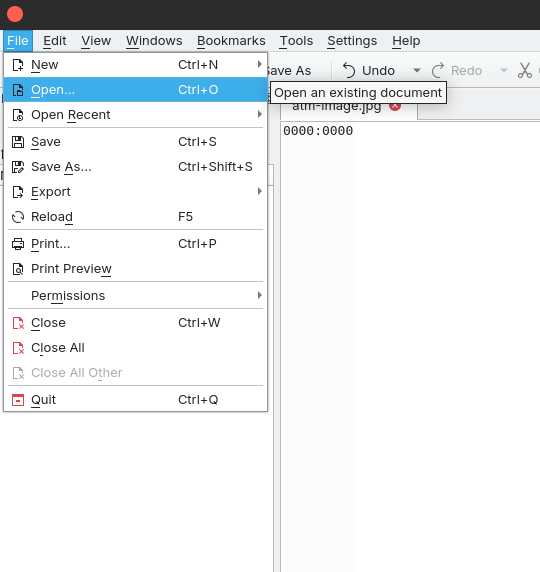 File Edit View Windows Bookmarks Tools Settings Help
New Ctrl+N
Save As Undo Redo
Open... Ctrl+O
Open an existing document
atm-image.jpg
Open Recent
0000:0000
Save Ctrl+S
Save As... Ctrl+Shift+S
Export
Reload F5
Print... Ctrl+P
Print Preview
Permissions
Close Ctrl+W
Close All
Close All Other
Quit Ctrl+Q